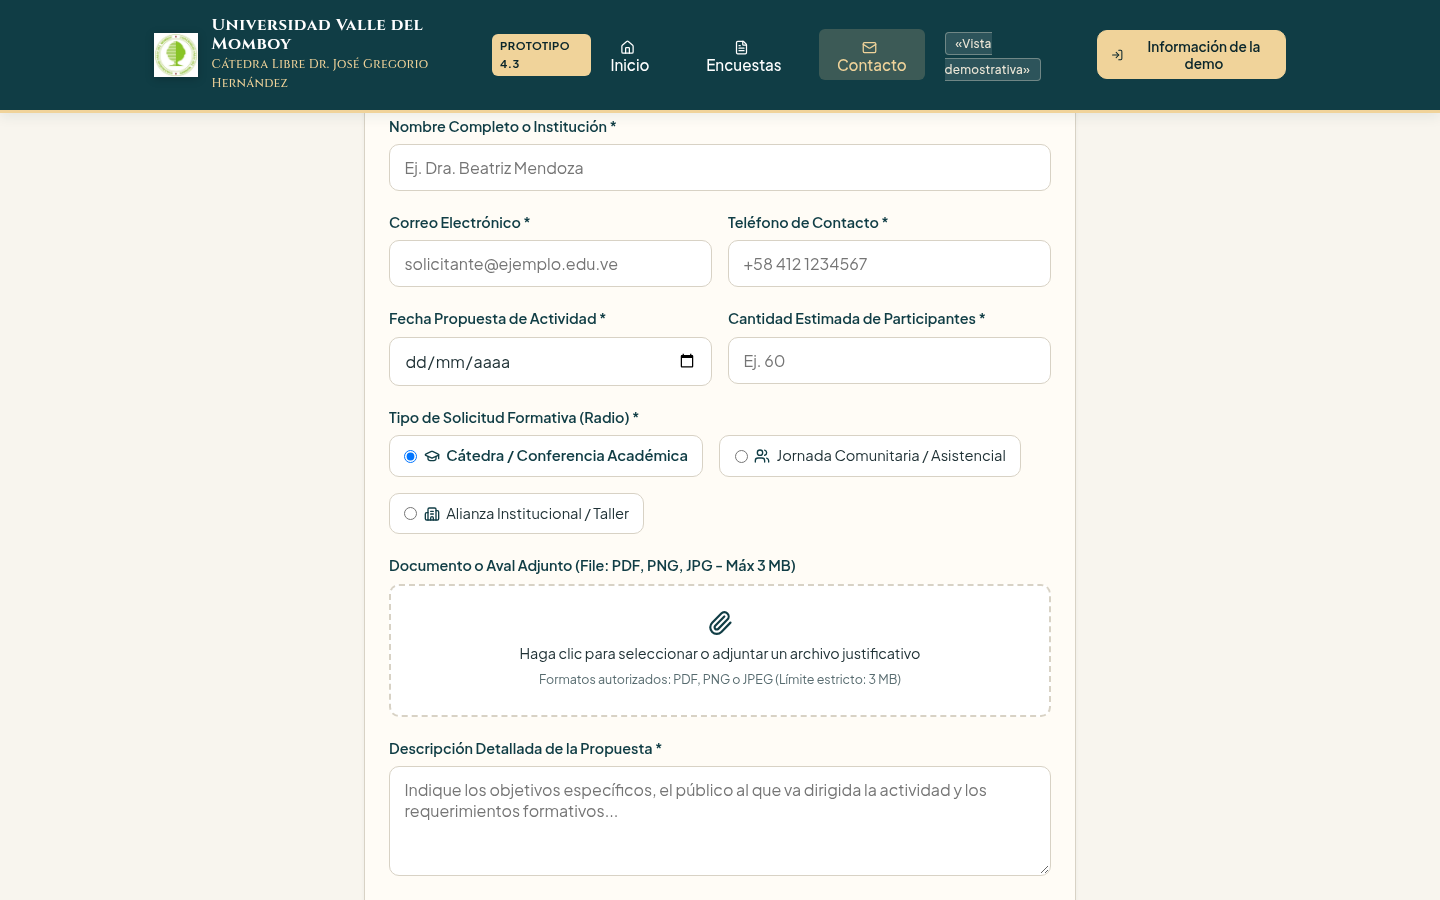 Universidad Valle del
Momboy
Cátedra Libre Dr. José Gregorio
Hernández
PROTOTIPO
4.3
Inicio
Encuestas
Contacto
«Vista
demostrativa»
Información de la
demo
Nombre Completo o Institución *
Ej. Dra. Beatriz Mendoza
Correo Electrónico *
Teléfono de Contacto *
solicitante@ejemplo.edu.ve
+58 412 1234567
Fecha Propuesta de Actividad *
Cantidad Estimada de Participantes *
dd/mm/aaaa
Ej. 60
Tipo de Solicitud Formativa (Radio) *
Cátedra / Conferencia Académica
Jornada Comunitaria / Asistencial
Alianza Institucional / Taller
Documento o Aval Adjunto (File: PDF, PNG, JPG - Máx 3 MB)
Haga clic para seleccionar o adjuntar un archivo justificativo
Formatos autorizados: PDF, PNG o JPEG (Límite estricto: 3 MB)
Descripción Detallada de la Propuesta *
Indique los objetivos específicos, el público al que va dirigida la actividad y los
requerimientos formativos...